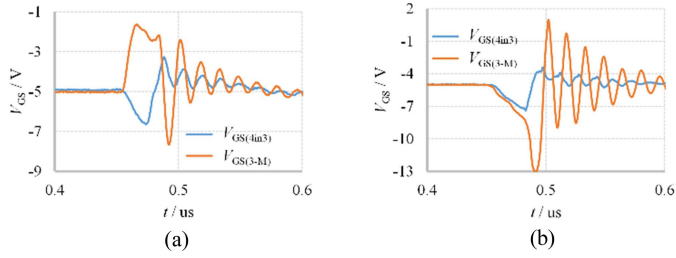 -1
-3
-5
-7
-9
V_GS / V
V_GS(4in3)
V_GS(3-M)
0.4
0.5
0.6
t / us
(a)
2
-1
-4
-7
-10
-13
V_GS / V
V_GS(4in3)
V_GS(3-M)
0.4
0.5
0.6
t / us
(b)